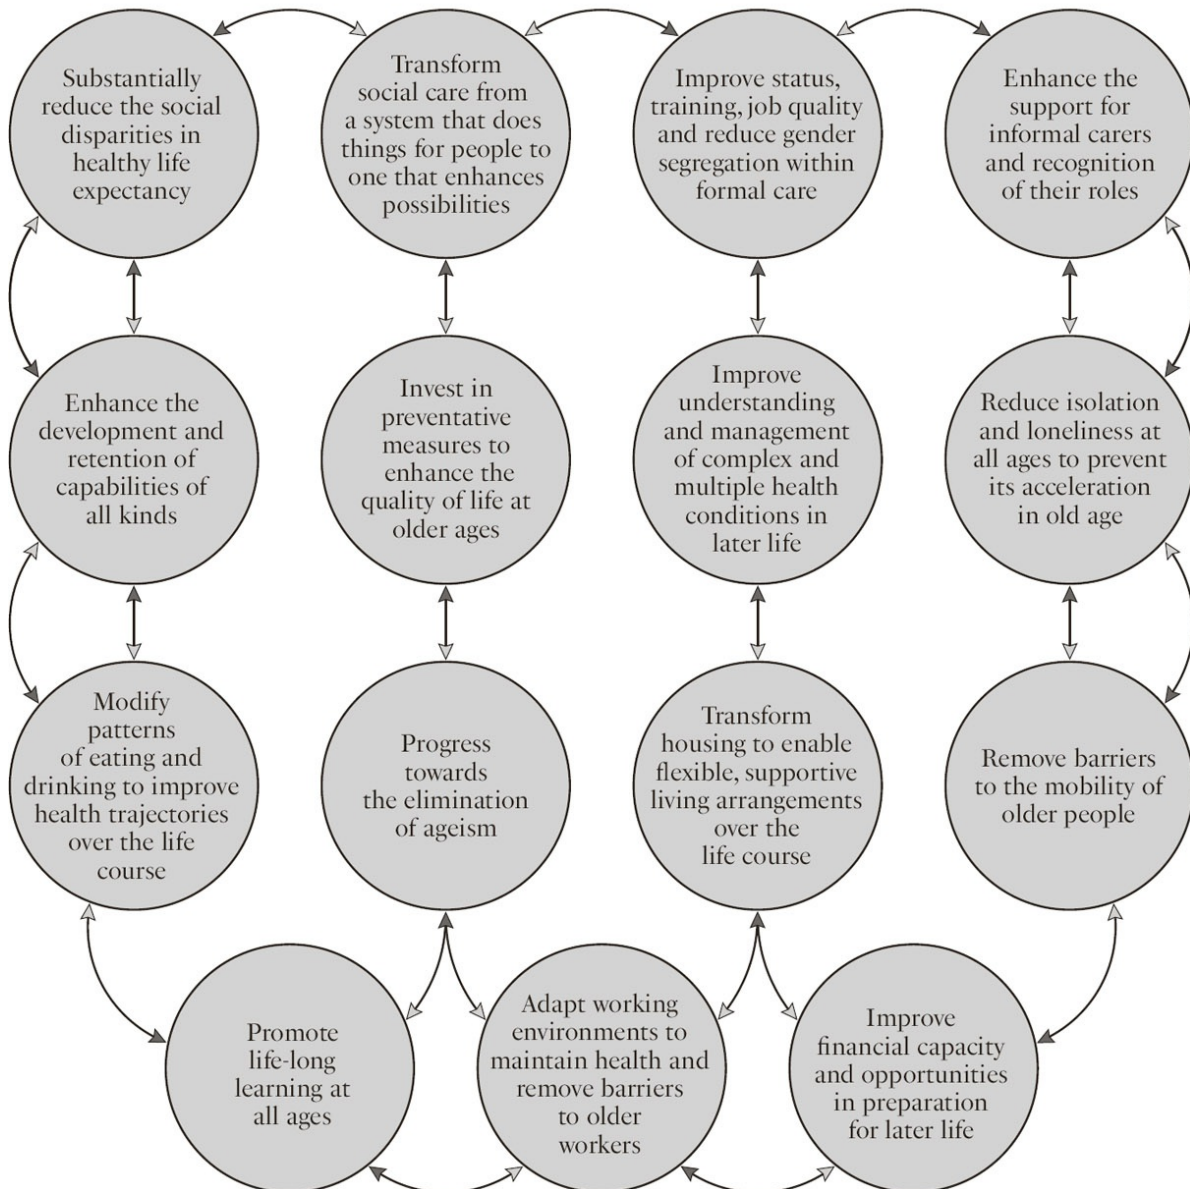 Substantially
reduce the social
disparities in
healthy life
expectancy
Transform
social care from
a system that does
things for people to
one that enhances
possibilities
Improve status,
training, job quality
and reduce gender
segregation within
formal care
Enhance the
support for
informal carers
and recognition
of their roles
Enhance the
development and
retention of
capabilities of
all kinds
Invest in
preventative
measures to
enhance the
quality of life at
older ages
Improve
understanding
and management
of complex and
multiple health
conditions in
later life
Reduce isolation
and loneliness at
all ages to prevent
its acceleration
in old age
Modify
patterns
of eating and
drinking to improve
health trajectories
over the life
course
Progress
towards
the elimination
of ageism
Transform
housing to enable
flexible, supportive
living arrangements
over the
life course
Remove barriers
to the mobility of
older people
Promote
life-long
learning at
all ages
Adapt working
environments to
maintain health and
remove barriers
to older
workers
Improve
financial capacity
and opportunities
in preparation
for later life